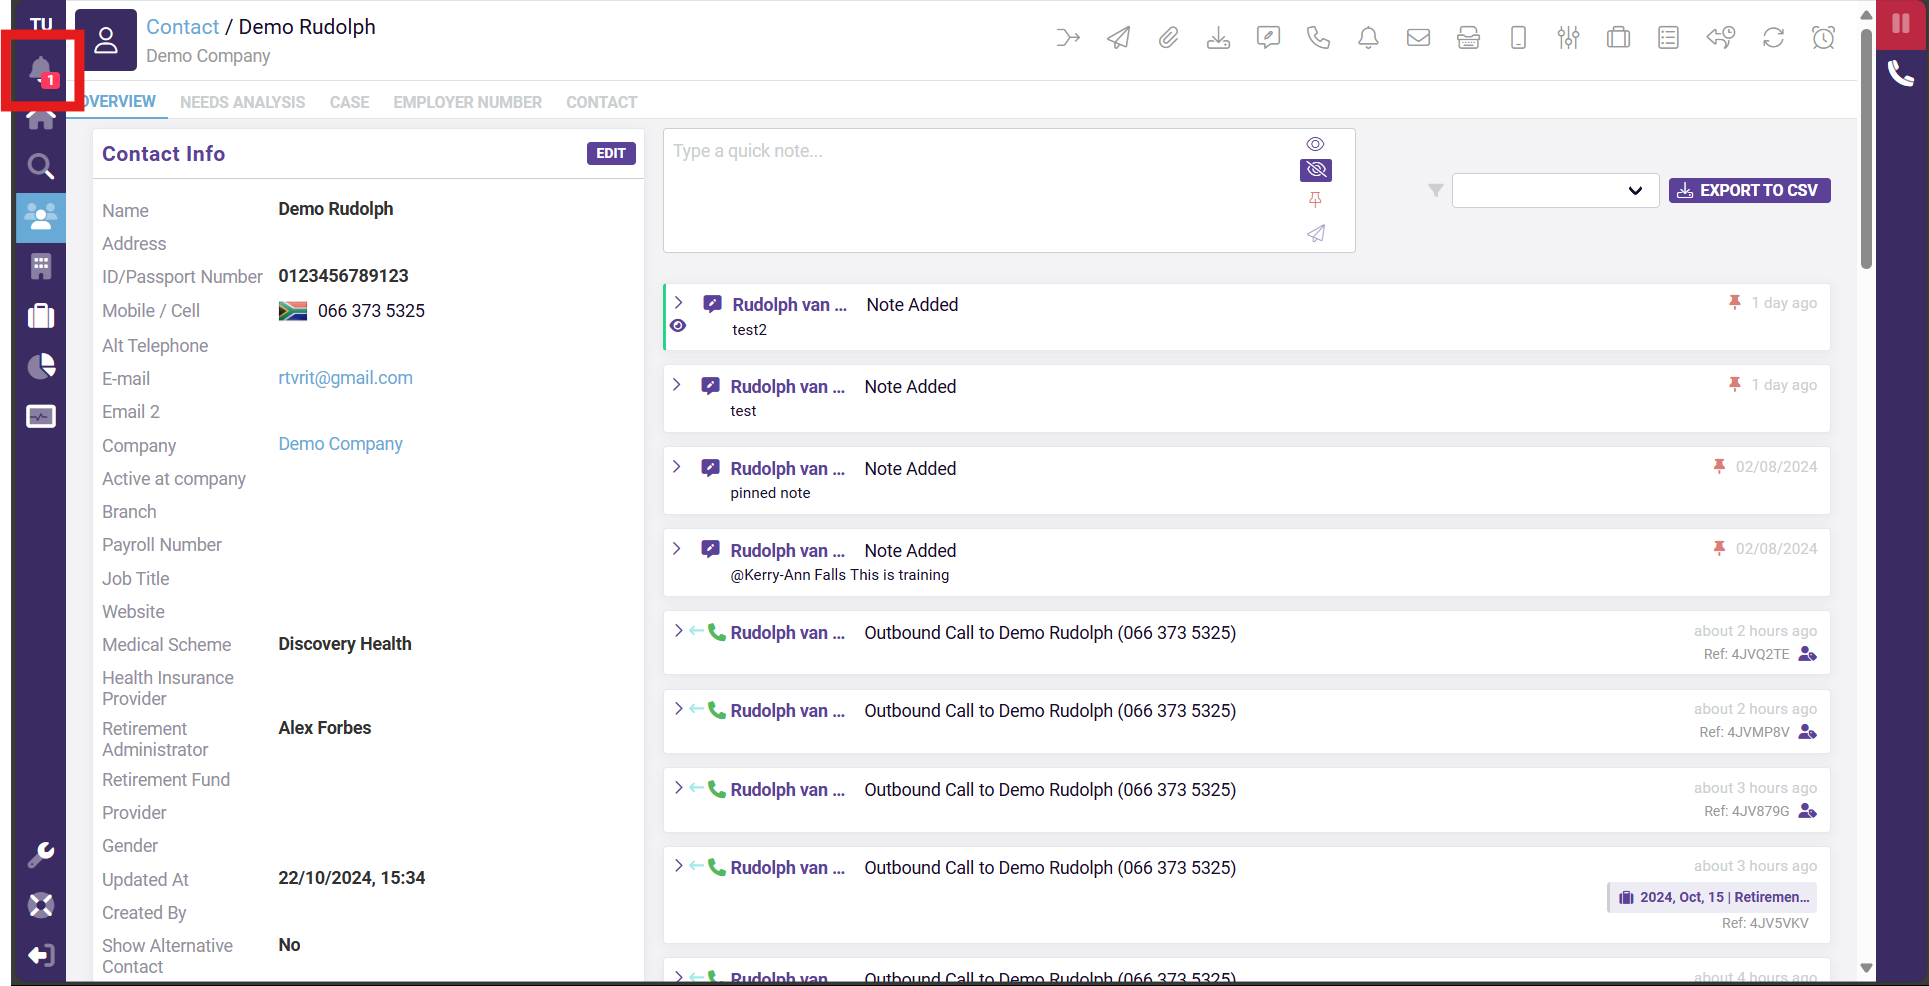 TU
1
Contact / Demo Rudolph
Demo Company
OVERVIEW NEEDS ANALYSIS CASE EMPLOYER NUMBER CONTACT
Contact Info EDIT
Name Demo Rudolph
Address
ID/Passport Number 0123456789123
Mobile / Cell 066 373 5325
Alt Telephone
E-mail rtvrit@gmail.com
Email 2
Company Demo Company
Active at company
Branch
Payroll Number
Job Title
Website
Medical Scheme Discovery Health
Health Insurance
Provider
Retirement
Administrator Alex Forbes
Retirement Fund
Provider
Gender
Updated At 22/10/2024, 15:34
Created By
Show Alternative
Contact No
Type a quick note...
EXPORT TO CSV
Rudolph van ... Note Added 1 day ago
test2
Rudolph van ... Note Added 1 day ago
test
Rudolph van ... Note Added 02/08/2024
pinned note
Rudolph van ... Note Added 02/08/2024
@Kerry-Ann Falls This is training
Rudolph van ... Outbound Call to Demo Rudolph (066 373 5325) about 2 hours ago
Ref: 4JVQ2TE
Rudolph van ... Outbound Call to Demo Rudolph (066 373 5325) about 2 hours ago
Ref: 4JVMP8V
Rudolph van ... Outbound Call to Demo Rudolph (066 373 5325) about 3 hours ago
Ref: 4JV879G
Rudolph van ... Outbound Call to Demo Rudolph (066 373 5325) about 3 hours ago
2024, Oct, 15 | Retiremen...
Ref: 4JV5VKV
Rudolph van ... Outbound Call to Demo Rudolph (066 373 5325) about 4 hours ago